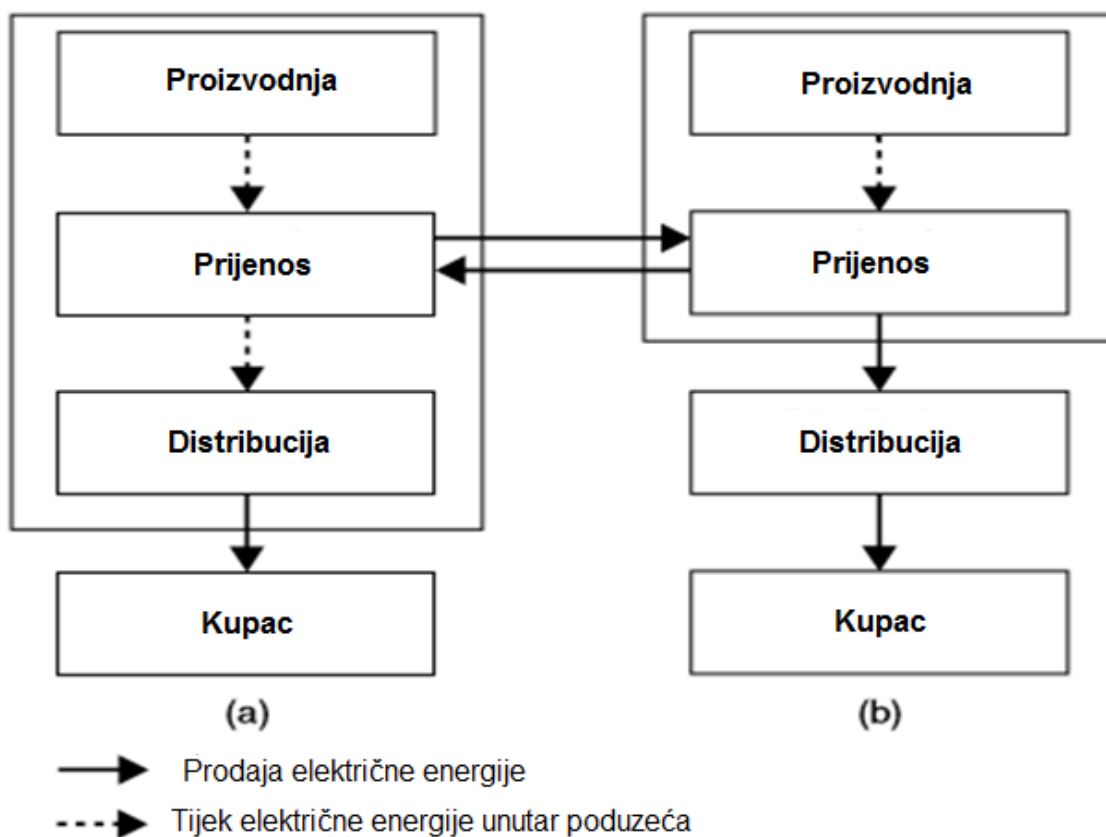 Proizvodnja
Prijenos
Distribucija
Kupac
(a)
Proizvodnja
Prijenos
Distribucija
Kupac
(b)
Prodaja električne energije
Tijek električne energije unutar poduzeća